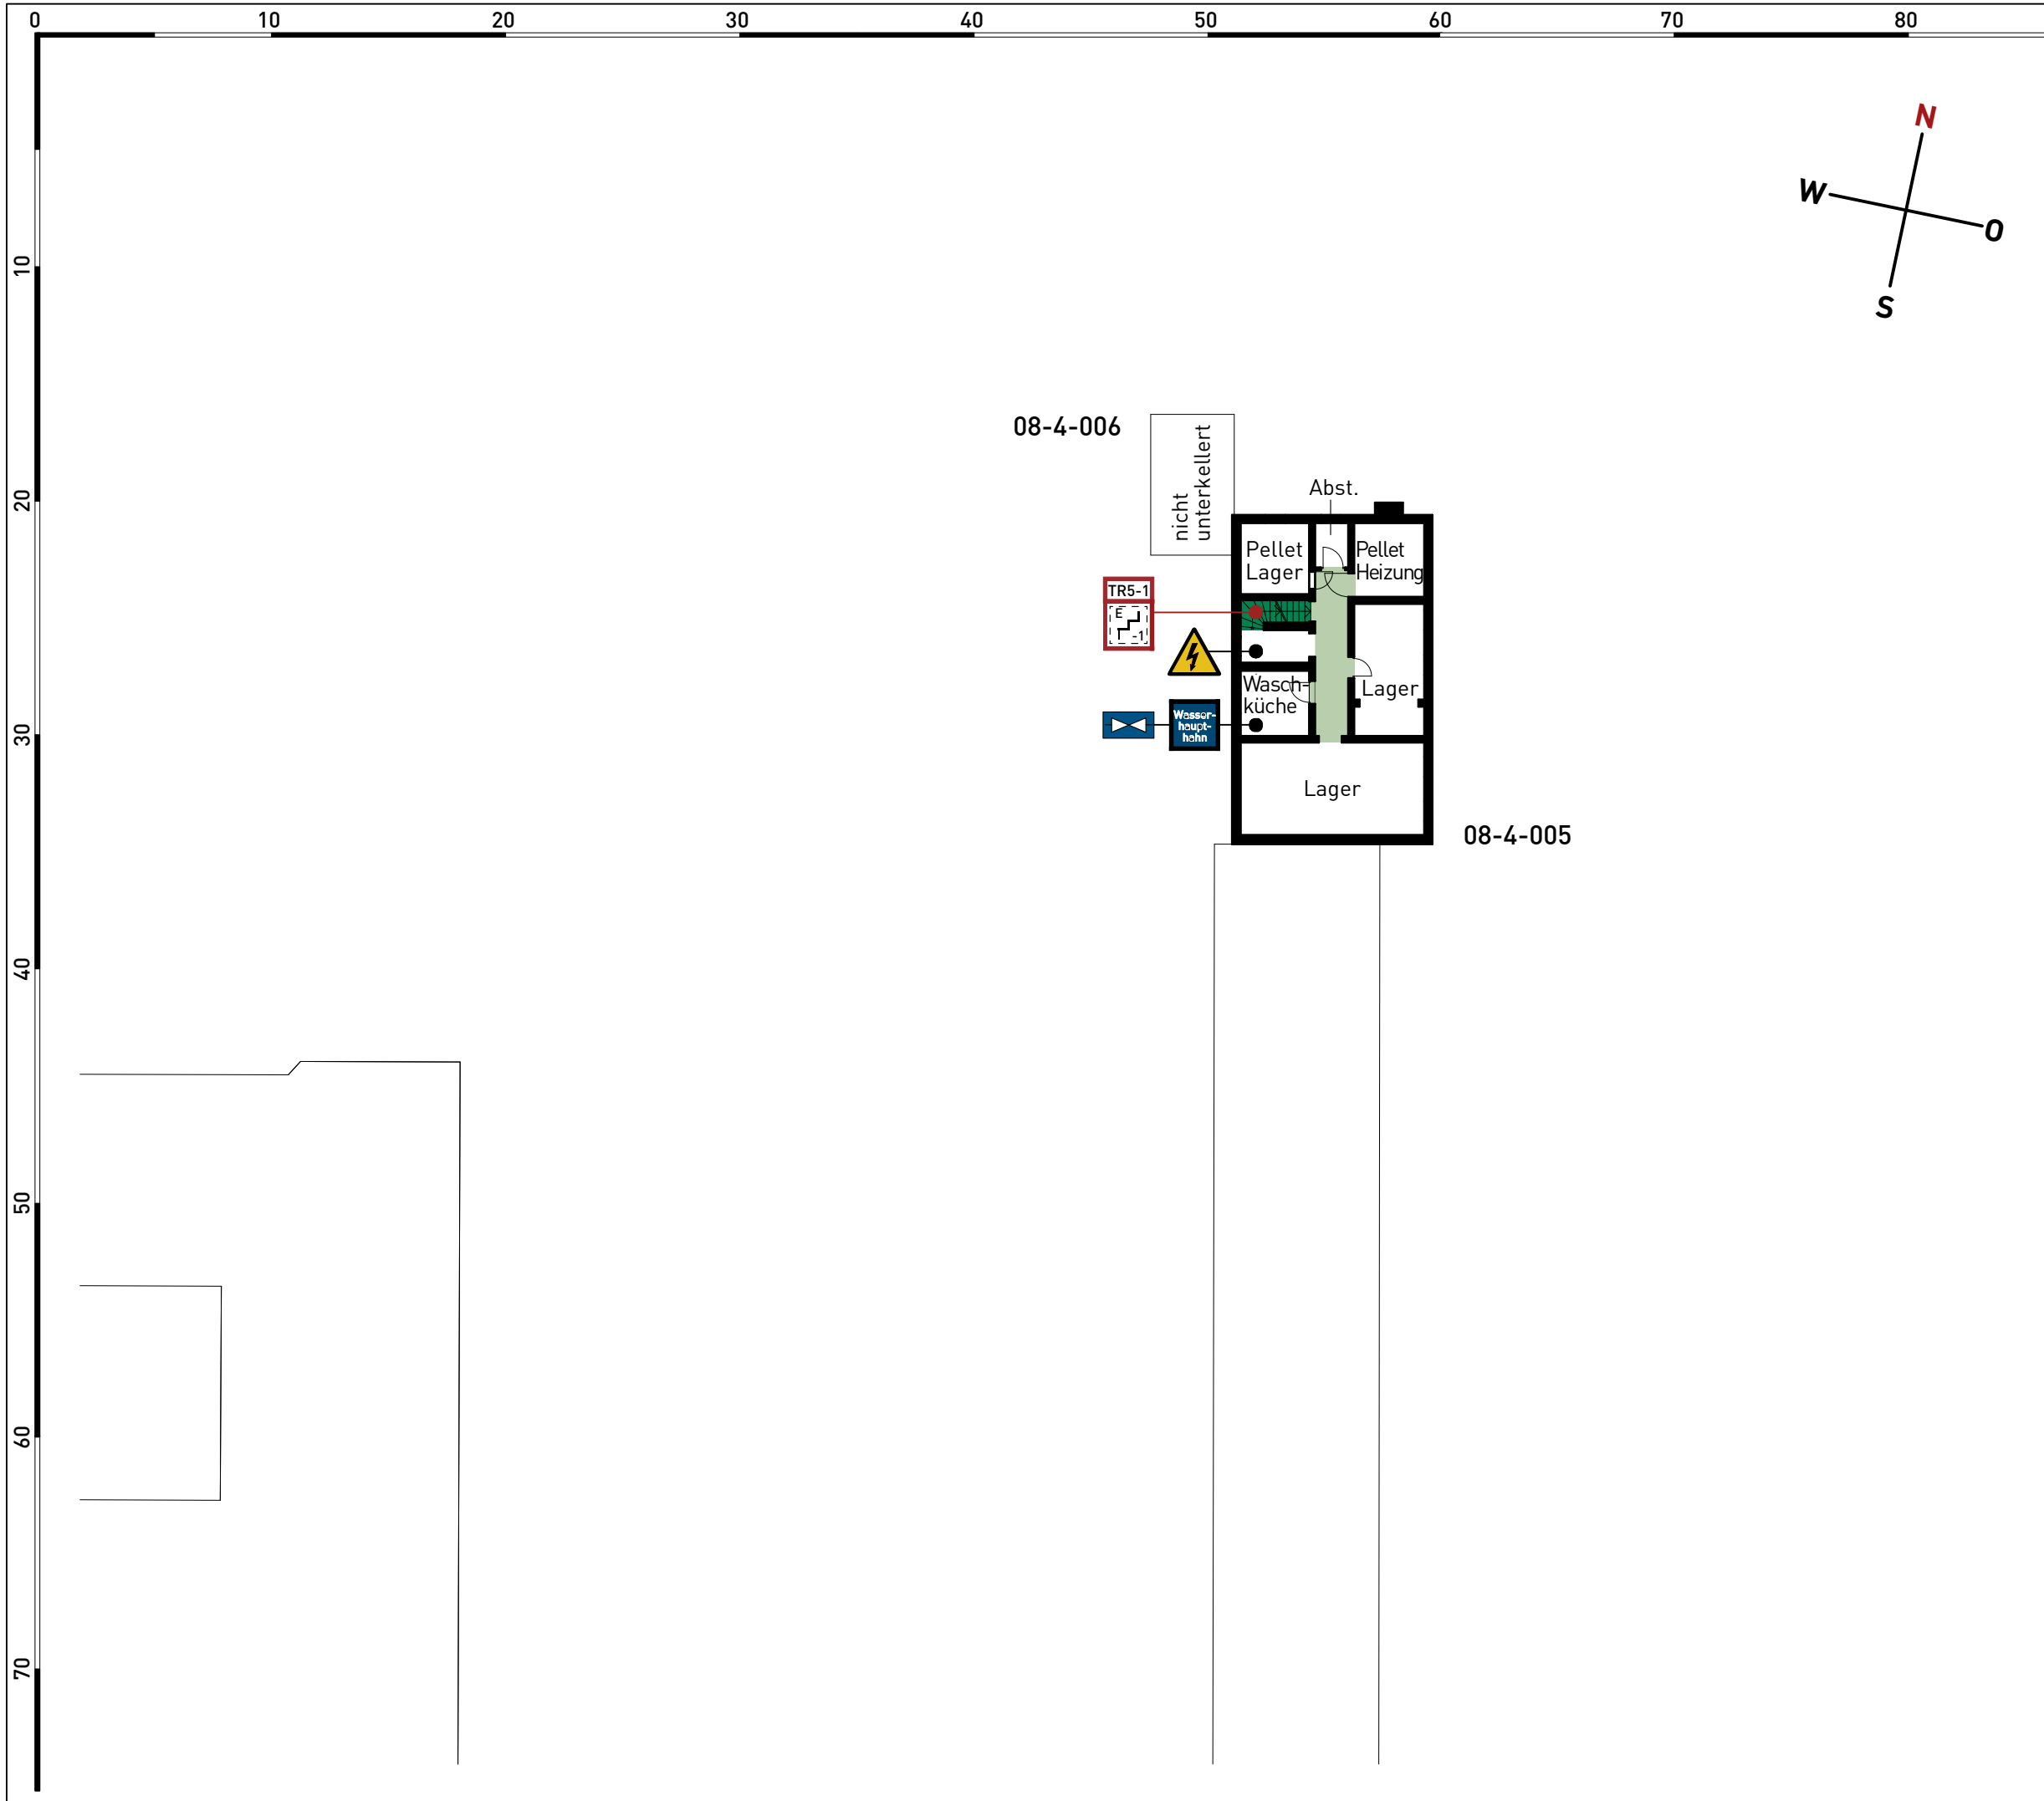 0 10 20 30 40 50 60 70 80
N
W
O
S
10
20
30
40
50
60
70
08-4-006
nicht
unterkellert
Abst.
Pellet
Lager
Pellet
Heizung
TR5-1
E
-1
Wasch-
küche
Lager
Wasser-
haupt-
hahn
Lager
08-4-005